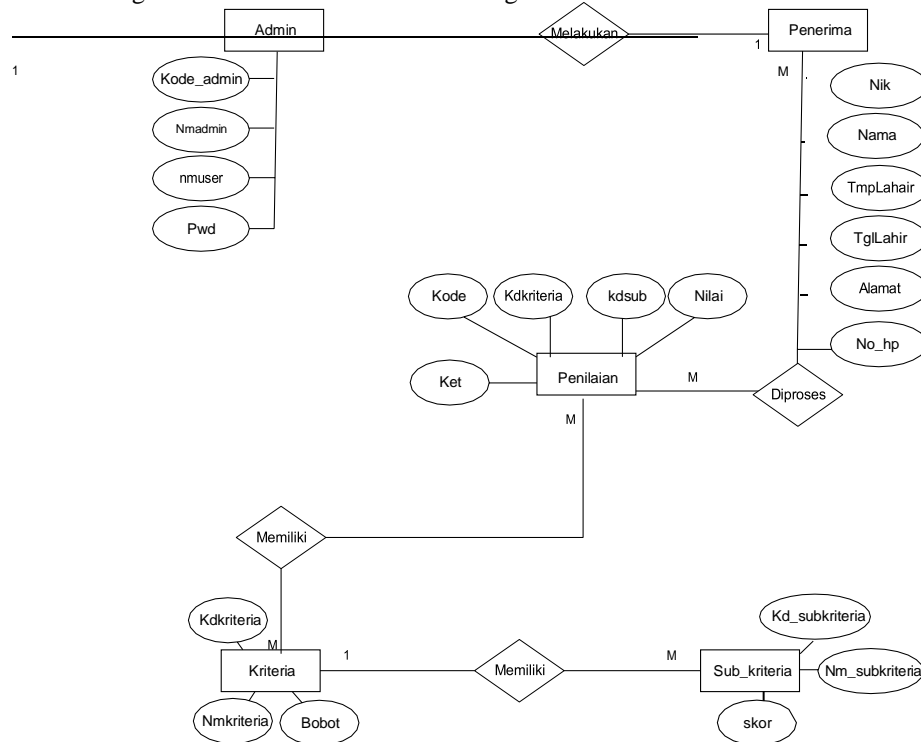 Admin
Melakukan
Penerima
1
1
M
Kode_admin
Nik
Nmadmin
Nama
nmuser
TmpLahair
Pwd
TglLahir
Alamat
Kode
Kdkriteria
kdsub
Nilai
No_hp
Ket
Penilaian
M
Diproses
M
Memiliki
Kdkriteria
Kd_subkriteria
M
1
M
Kriteria
Memiliki
Sub_kriteria
Nm_subkriteria
Nmkriteria
Bobot
skor